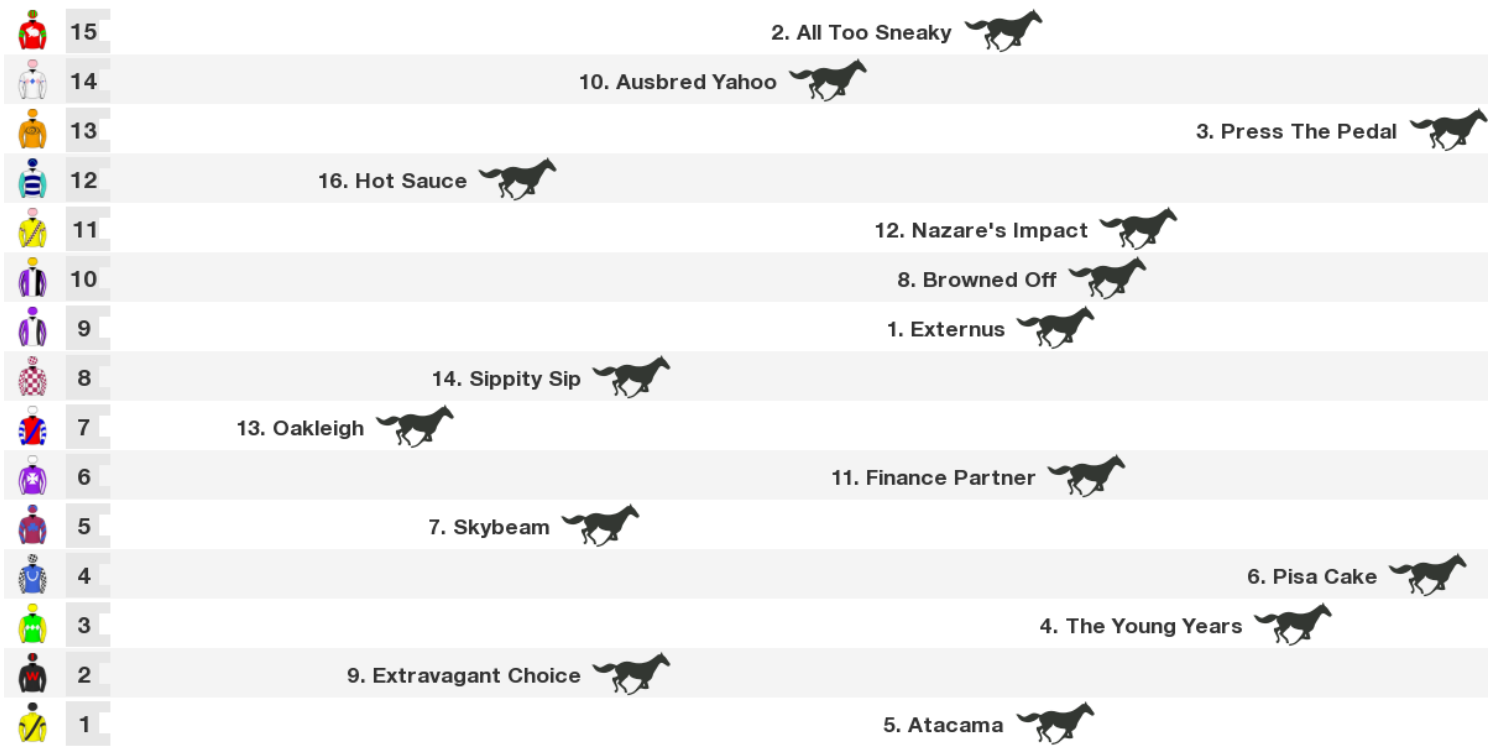 15 2. All Too Sneaky
14 10. Ausbred Yahoo
13 3. Press The Pedal
12 16. Hot Sauce
11 12. Nazare's Impact
10 8. Browned Off
9 1. Externus
8 14. Sippity Sip
7 13. Oakleigh
6 11. Finance Partner
5 7. Skybeam
4 6. Pisa Cake
3 4. The Young Years
2 9. Extravagant Choice
1 5. Atacama